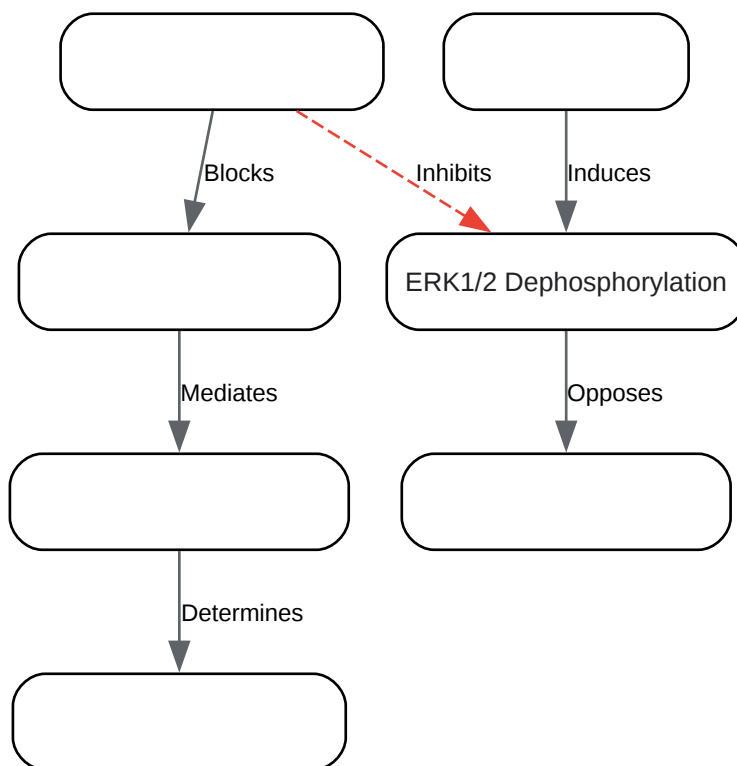 Blocks
Inhibits
Induces
ERK1/2 Dephosphorylation
Mediates
Opposes
Determines